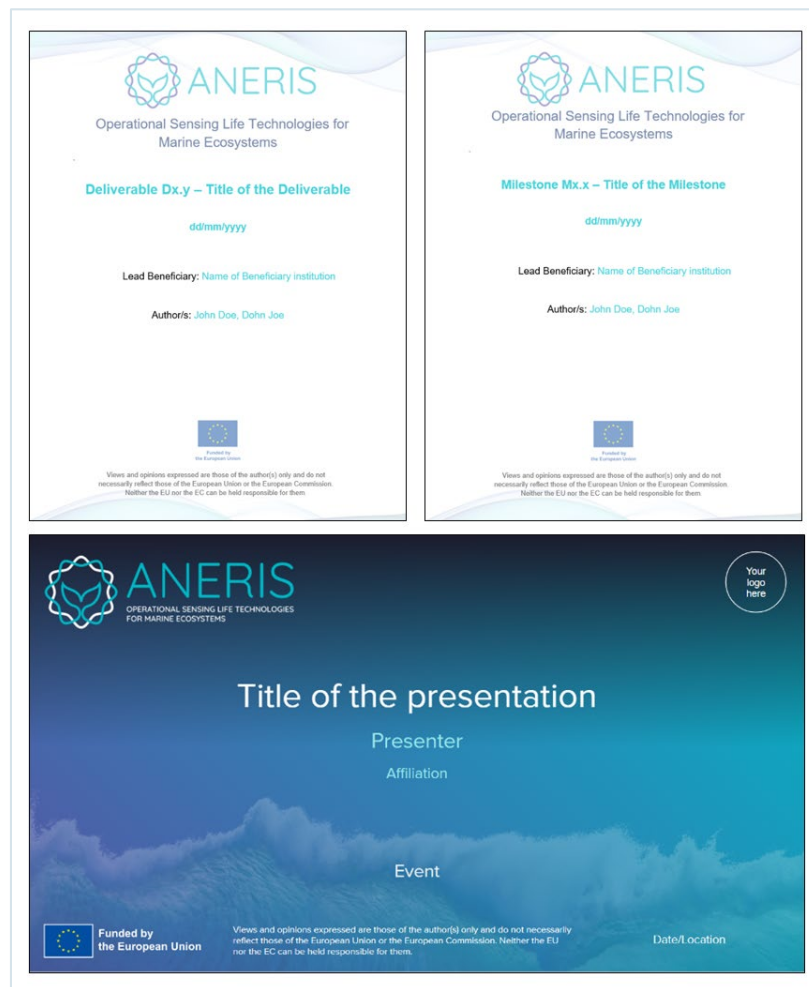 ANERIS
Operational Sensing Life Technologies for
Marine Ecosystems
Deliverable Dx.y – Title of the Deliverable
dd/mm/yyyy
Lead Beneficiary: Name of Beneficiary institution
Author/s: John Doe, Dohn Joe
Funded by
the European Union
Views and opinions expressed are those of the author(s) only and do not
necessarily reflect those of the European Union or the European Commission.
Neither the EU nor the EC can be held responsible for them
ANERIS
Operational Sensing Life Technologies for
Marine Ecosystems
Milestone Mx.x – Title of the Milestone
dd/mm/yyyy
Lead Beneficiary: Name of Beneficiary institution
Author/s: John Doe, Dohn Joe
Funded by
the European Union
Views and opinions expressed are those of the author(s) only and do not
necessarily reflect those of the European Union or the European Commission.
Neither the EU nor the EC can be held responsible for them
ANERIS
OPERATIONAL SENSING LIFE TECHNOLOGIES
FOR MARINE ECOSYSTEMS
Your
logo
here
Title of the presentation
Presenter
Affiliation
Event
Funded by
the European Union
Views and opinions expressed are those of the author(s) only and do not necessarily
reflect those of the European Union or the European Commission. Neither the EU
nor the EC can be held responsible for them.
Date/Location